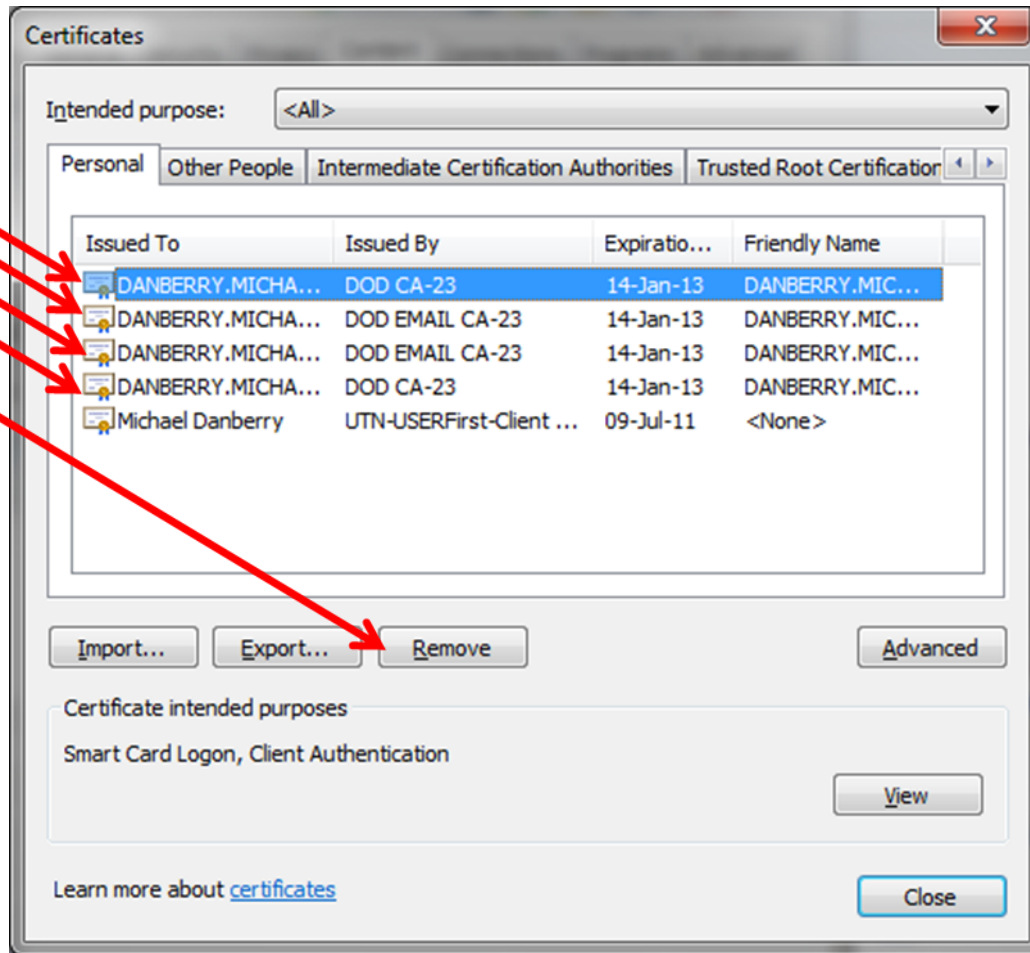 Certificates
Intended purpose: <All>
Personal Other People Intermediate Certification Authorities Trusted Root Certification
Issued To Issued By Expiratio... Friendly Name
DANBERRY.MICHA... DOD CA-23 14-Jan-13 DANBERRY.MIC...
DANBERRY.MICHA... DOD EMAIL CA-23 14-Jan-13 DANBERRY.MIC...
DANBERRY.MICHA... DOD EMAIL CA-23 14-Jan-13 DANBERRY.MIC...
DANBERRY.MICHA... DOD CA-23 14-Jan-13 DANBERRY.MIC...
Michael Danberry UTN-USERFirst-Client ... 09-Jul-11 <None>
Import... Export... Remove Advanced
Certificate intended purposes
Smart Card Logon, Client Authentication
View
Learn more about certificates
Close